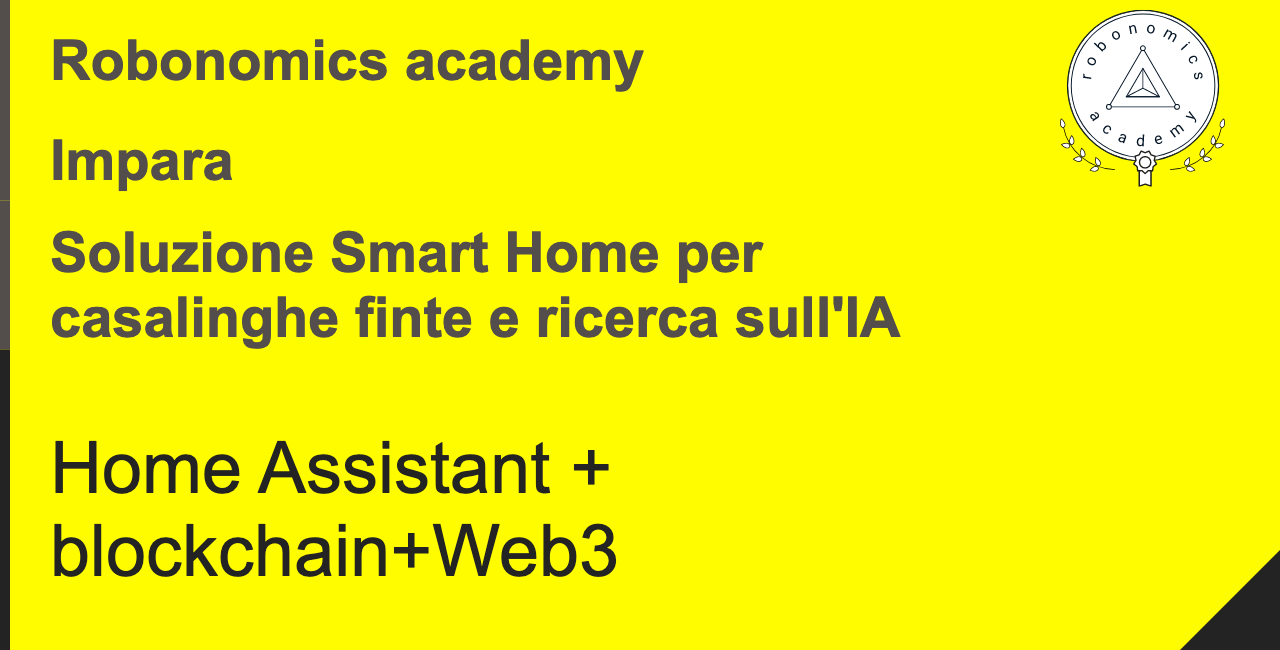 Robonomics academy
robonomics
academy
Impara
Soluzione Smart Home per
casalinghe finte e ricerca sull'IA
Home Assistant +
blockchain+Web3